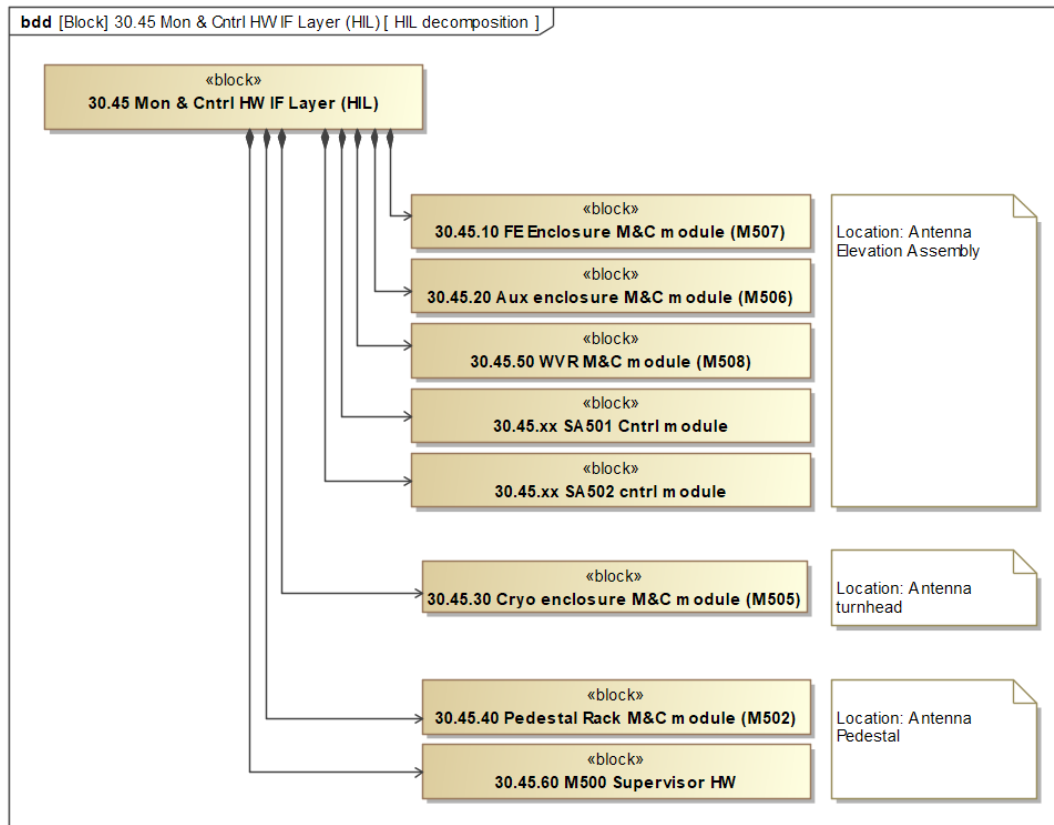 bdd [Block] 30.45 Mon & Cntrl HW IF Layer (HIL) [ HIL decomposition ]
«block»
30.45 Mon & Cntrl HW IF Layer (HIL)
«block»
30.45.10 FE Enclosure M&C module (M507)
«block»
30.45.20 Aux enclosure M&C module (M506)
«block»
30.45.50 WVR M&C module (M508)
«block»
30.45.xx SA501 Cntrl module
«block»
30.45.xx SA502 cntrl module
Location: Antenna
Elevation Assembly
«block»
30.45.30 Cryo enclosure M&C module (M505)
Location: Antenna
turnhead
«block»
30.45.40 Pedestal Rack M&C module (M502)
«block»
30.45.60 M500 Supervisor HW
Location: Antenna
Pedestal